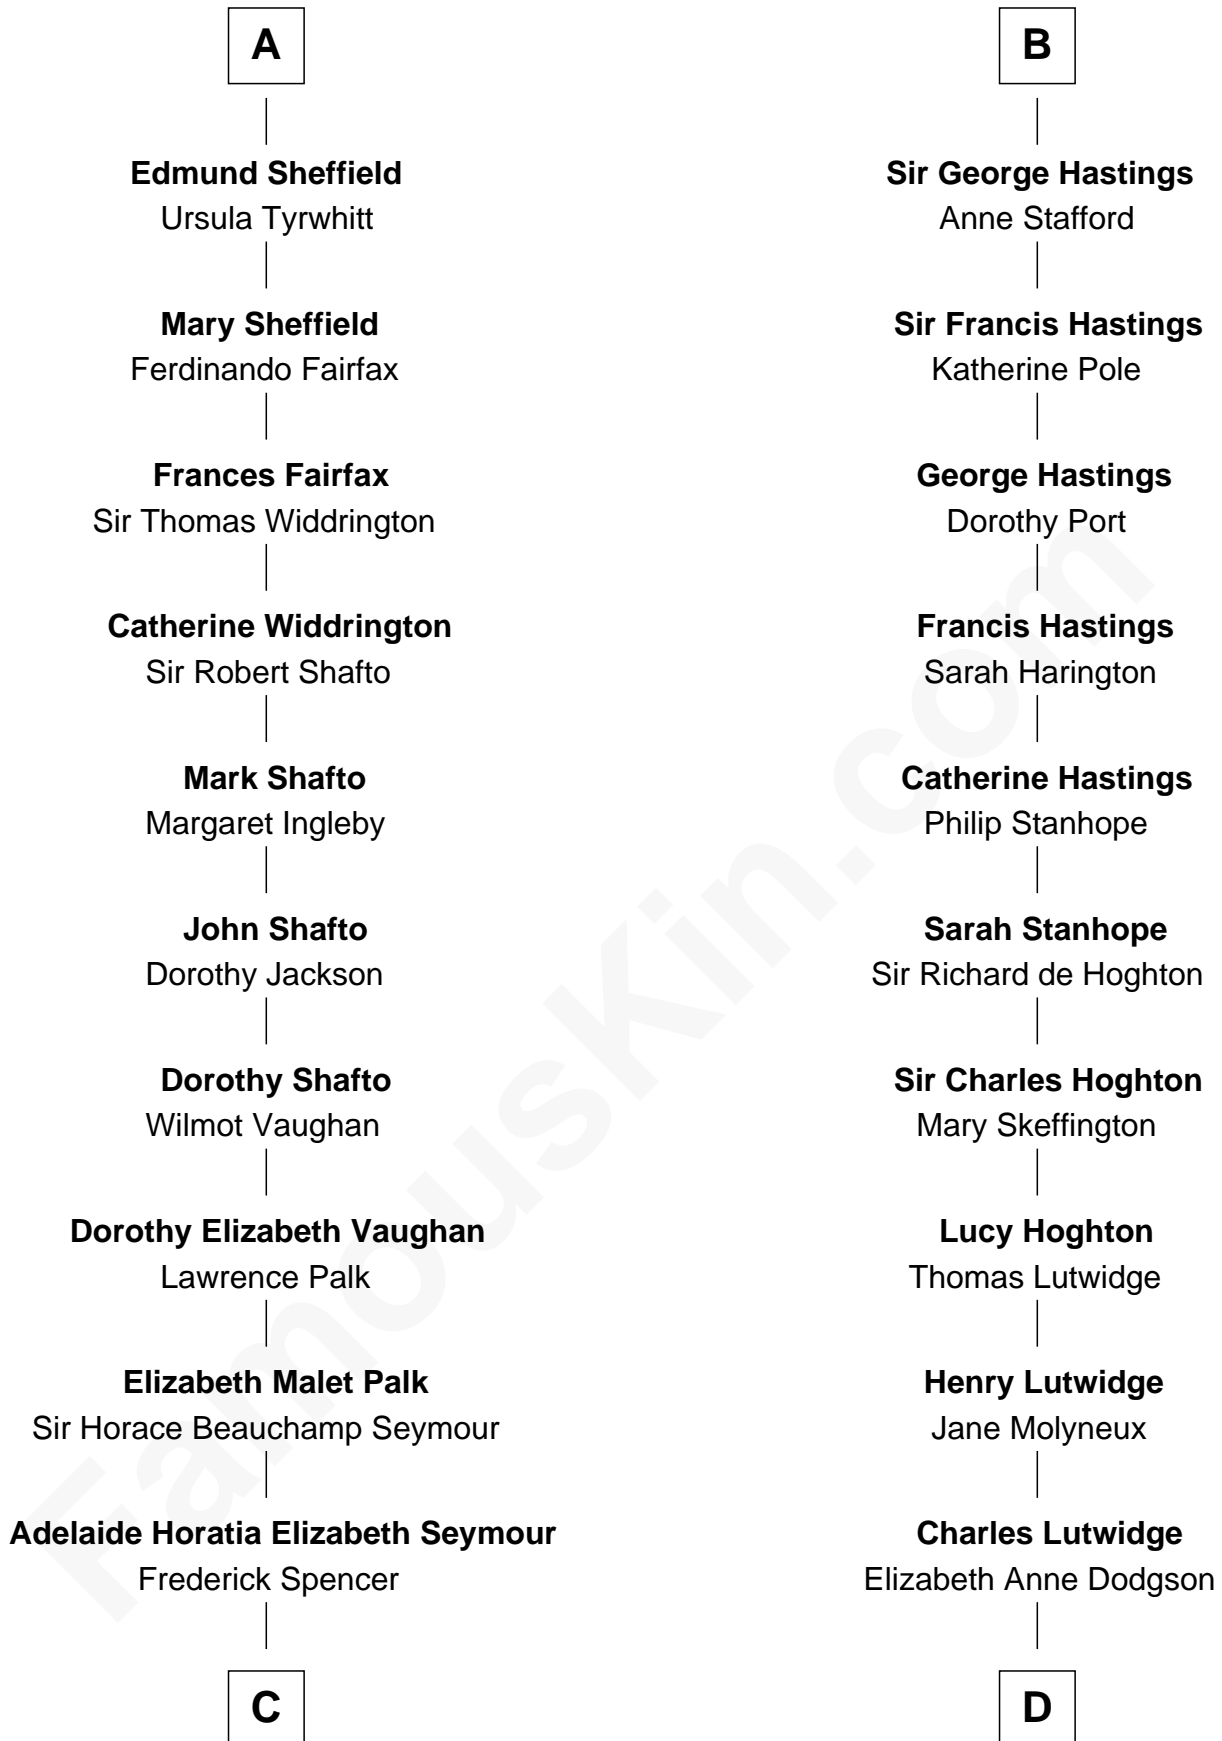 A
Edmund Sheffield
Ursula Tyrwhitt
Mary Sheffield
Ferdinando Fairfax
Frances Fairfax
Sir Thomas Widdrington
Catherine Widdrington
Sir Robert Shafto
Mark Shafto
Margaret Ingleby
John Shafto
Dorothy Jackson
Dorothy Shafto
Wilmot Vaughan
Dorothy Elizabeth Vaughan
Lawrence Palk
Elizabeth Malet Palk
Sir Horace Beauchamp Seymour
Adelaide Horatia Elizabeth Seymour
Frederick Spencer
C
B
Sir George Hastings
Anne Stafford
Sir Francis Hastings
Katherine Pole
George Hastings
Dorothy Port
Francis Hastings
Sarah Harington
Catherine Hastings
Philip Stanhope
Sarah Stanhope
Sir Richard de Hoghton
Sir Charles Hoghton
Mary Skeffington
Lucy Hoghton
Thomas Lutwidge
Henry Lutwidge
Jane Molyneux
Charles Lutwidge
Elizabeth Anne Dodgson
D
FamousKin.com